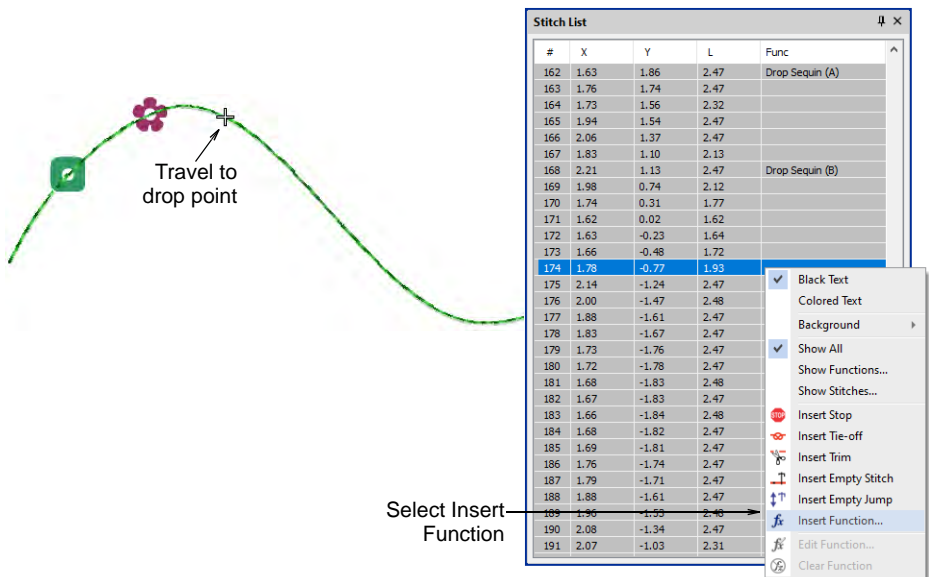 Travel to
drop point
Select Insert
Function
Stitch List
# X Y L Func
162 1.63 1.86 2.47 Drop Sequin (A)
163 1.76 1.74 2.47
164 1.73 1.56 2.32
165 1.94 1.54 2.47
166 2.06 1.37 2.47
167 1.83 1.10 2.13
168 2.21 1.13 2.47 Drop Sequin (B)
169 1.98 0.74 2.12
170 1.74 0.31 1.77
171 1.62 0.02 1.62
172 1.63 -0.23 1.64
173 1.66 -0.48 1.72
174 1.78 -0.77 1.93
175 2.14 -1.24 2.47
176 2.00 -1.47 2.48
177 1.88 -1.61 2.47
178 1.83 -1.67 2.47
179 1.73 -1.76 2.47
180 1.72 -1.78 2.47
181 1.68 -1.83 2.48
182 1.67 -1.83 2.47
183 1.66 -1.84 2.48
184 1.68 -1.82 2.47
185 1.69 -1.81 2.47
186 1.76 -1.74 2.47
187 1.79 -1.71 2.47
188 1.88 -1.61 2.47
189 1.96 -1.53 2.48
190 2.08 -1.34 2.47
191 2.07 -1.03 2.31
Black Text
Colored Text
Background
Show All
Show Functions...
Show Stitches...
STOP Insert Stop
Insert Tie-off
Insert Trim
Insert Empty Stitch
Insert Empty Jump
fx Insert Function...
fx Edit Function...
fx Clear Function